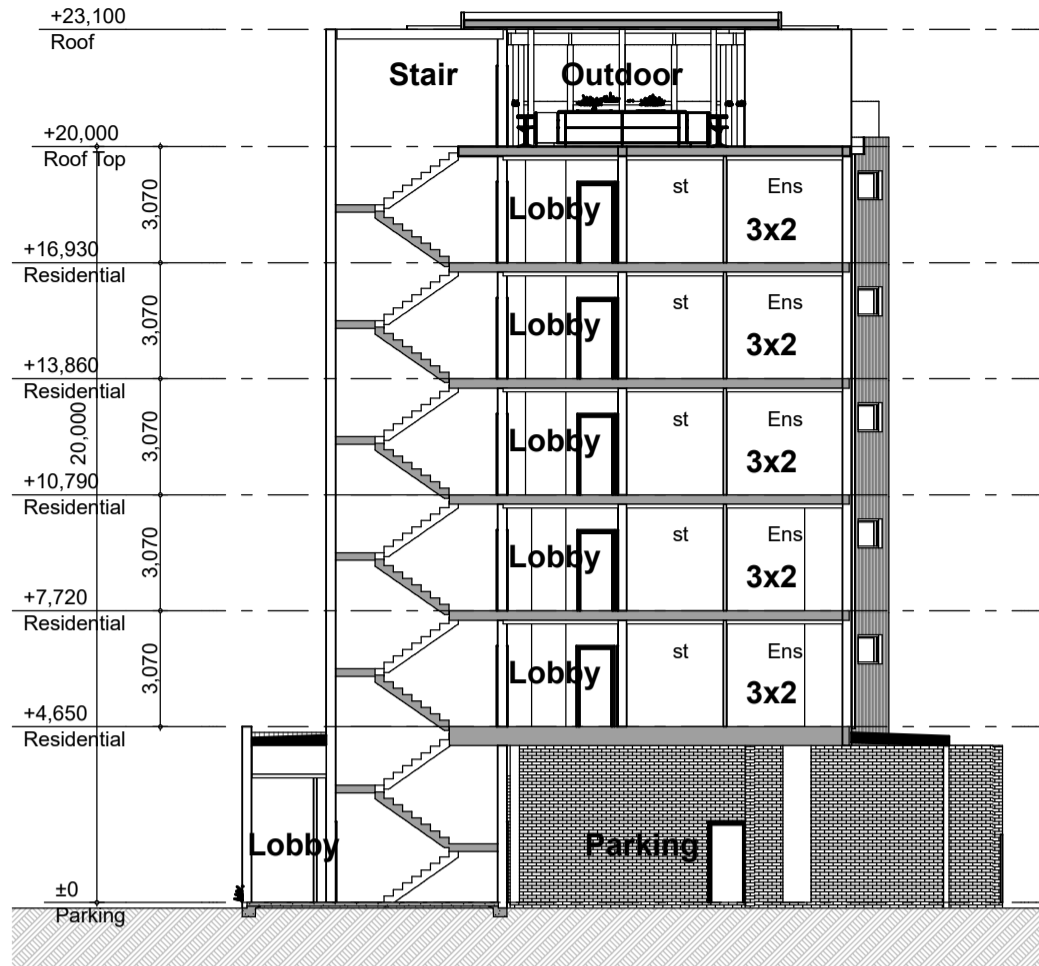 +23,100
Roof
Stair
Outdoor
+20,000
Roof Top
3,070
Lobby
st
Ens
3x2
+16,930
Residential
3,070
Lobby
st
Ens
3x2
+13,860
Residential
20,000
3,070
Lobby
st
Ens
3x2
+10,790
Residential
3,070
Lobby
st
Ens
3x2
+7,720
Residential
3,070
Lobby
st
Ens
3x2
+4,650
Residential
Lobby
Parking
±0
Parking